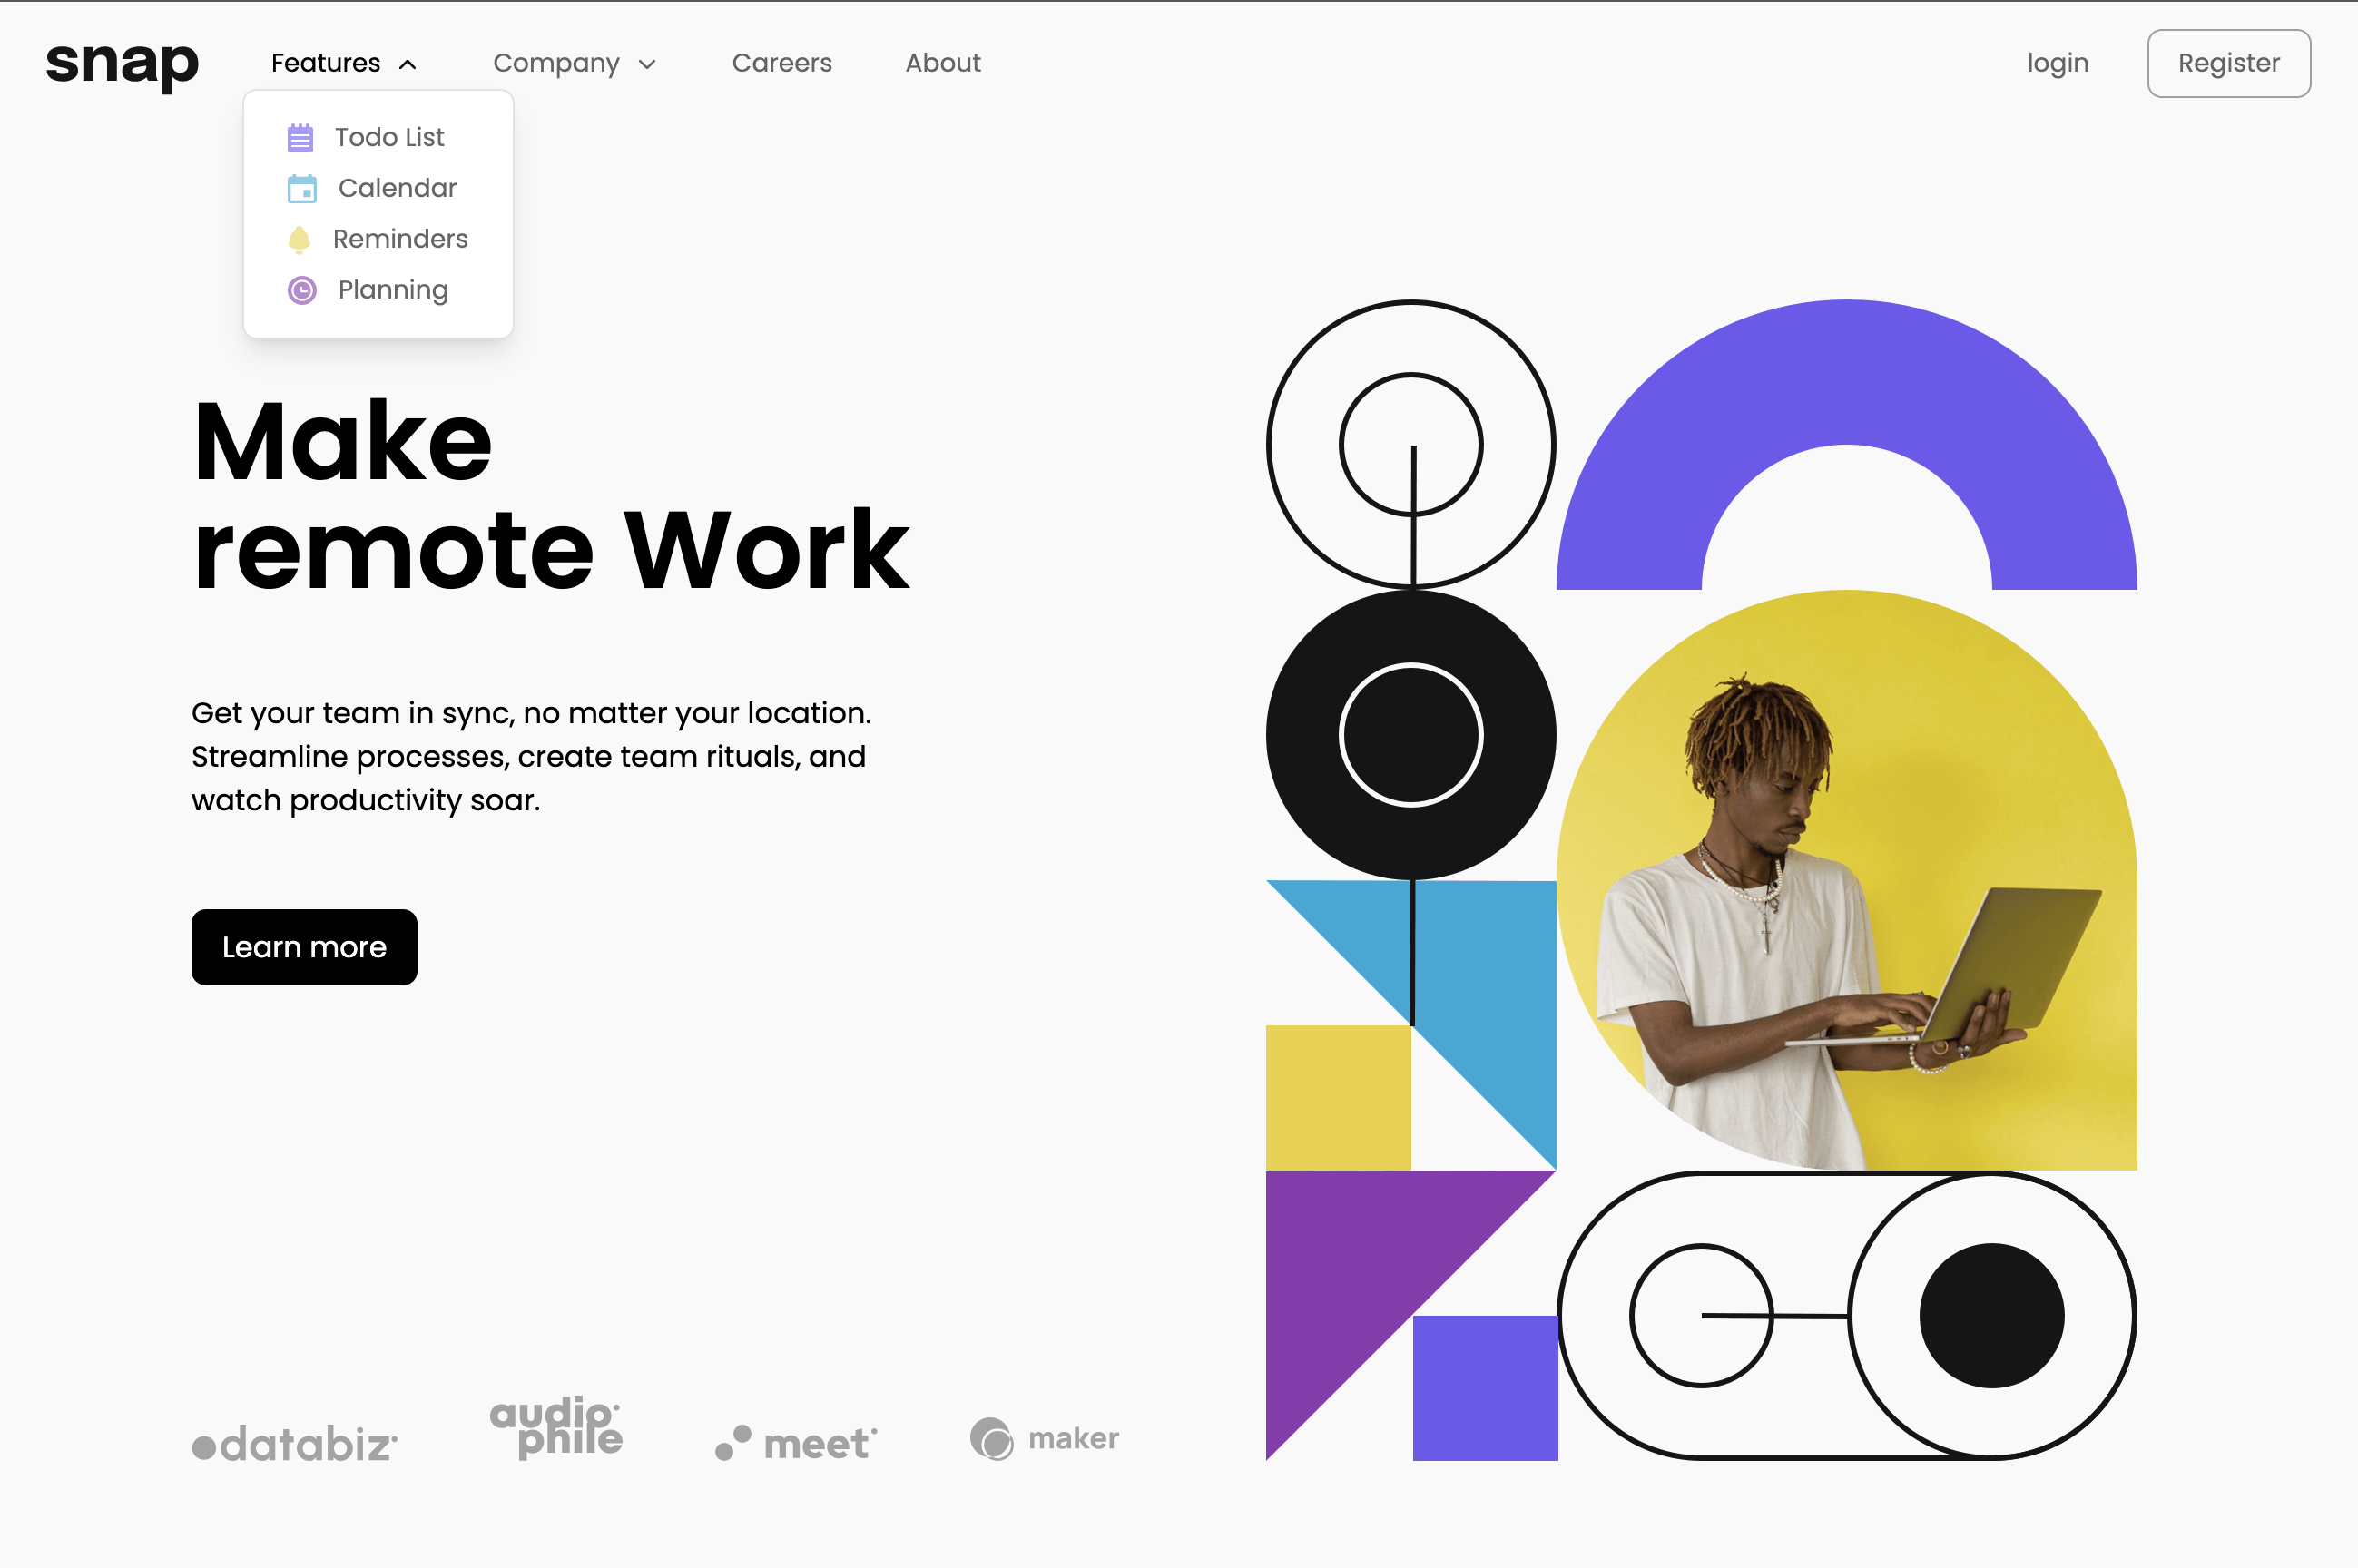 snap
Features
Company
Careers
About
login
Register
Todo List
Calendar
Reminders
Planning
Make
remote Work
Get your team in sync, no matter your location.
Streamline processes, create team rituals, and
watch productivity soar.
Learn more
databiz
audio
phile
meet
maker